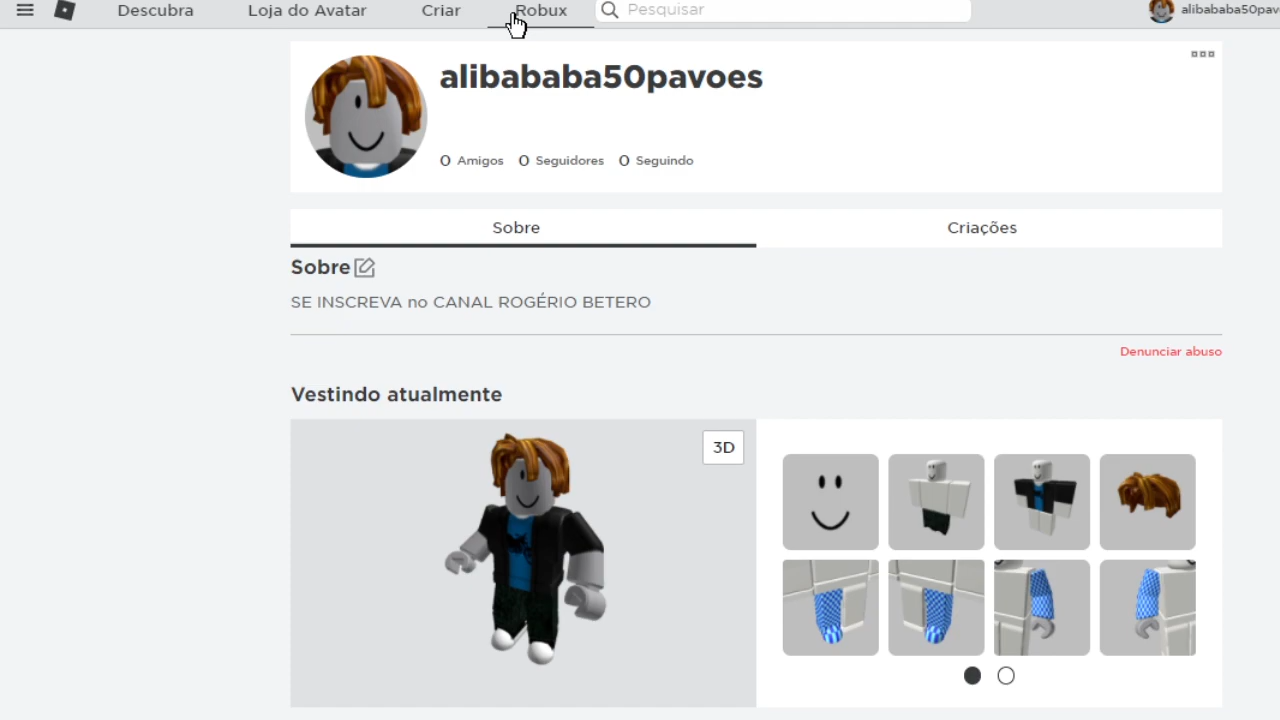 Descubra Loja do Avatar Criar Robux Pesquisar alibababa50pav
alibababa50pavoes
0 Amigos 0 Seguidores 0 Seguindo
Sobre Criações
Sobre
SE INSCREVA no CANAL ROGÉRIO BETERO
Denunciar abuso
Vestindo atualmente
3D